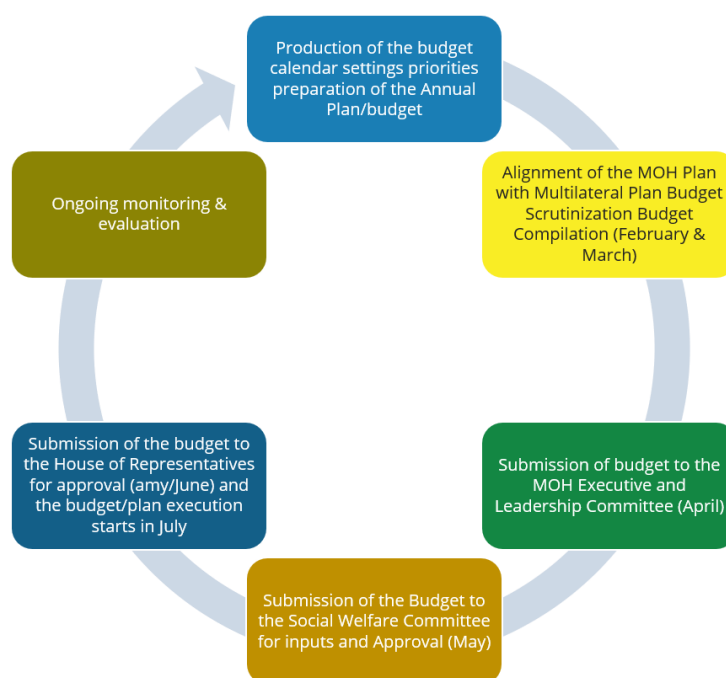 Production of the budget
calendar settings priorities
preparation of the Annual
Plan/budget
Alignment of the MOH Plan
with Multilateral Plan Budget
Scrutinization Budget
Compilation (February &
March)
Submission of budget to the
MOH Executive and
Leadership Committee (April)
Submission of the Budget to
the Social Welfare Committee
for inputs and Approval (May)
Submission of the budget to
the House of Representatives
for approval (amy/June) and
the budget/plan execution
starts in July
Ongoing monitoring &
evaluation